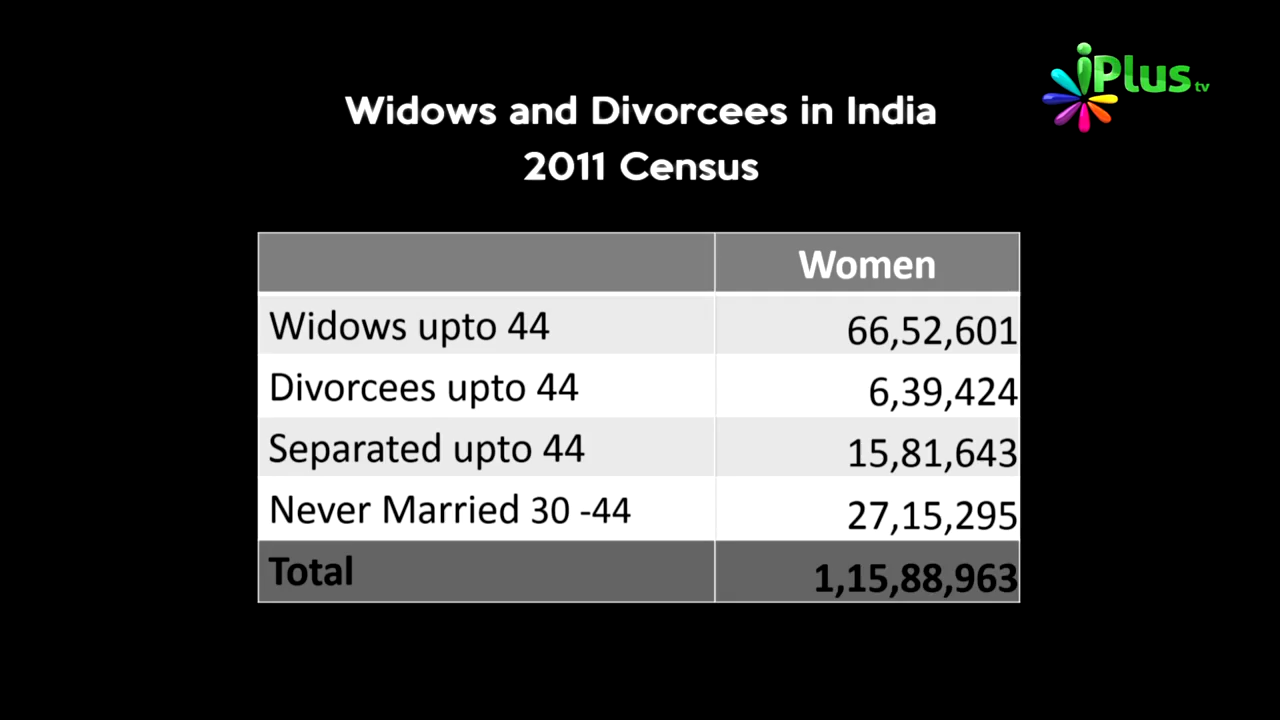 iPlus tv
Widows and Divorcees in India
2011 Census
Women
Widows upto 44 66,52,601
Divorcees upto 44 6,39,424
Separated upto 44 15,81,643
Never Married 30 -44 27,15,295
Total 1,15,88,963